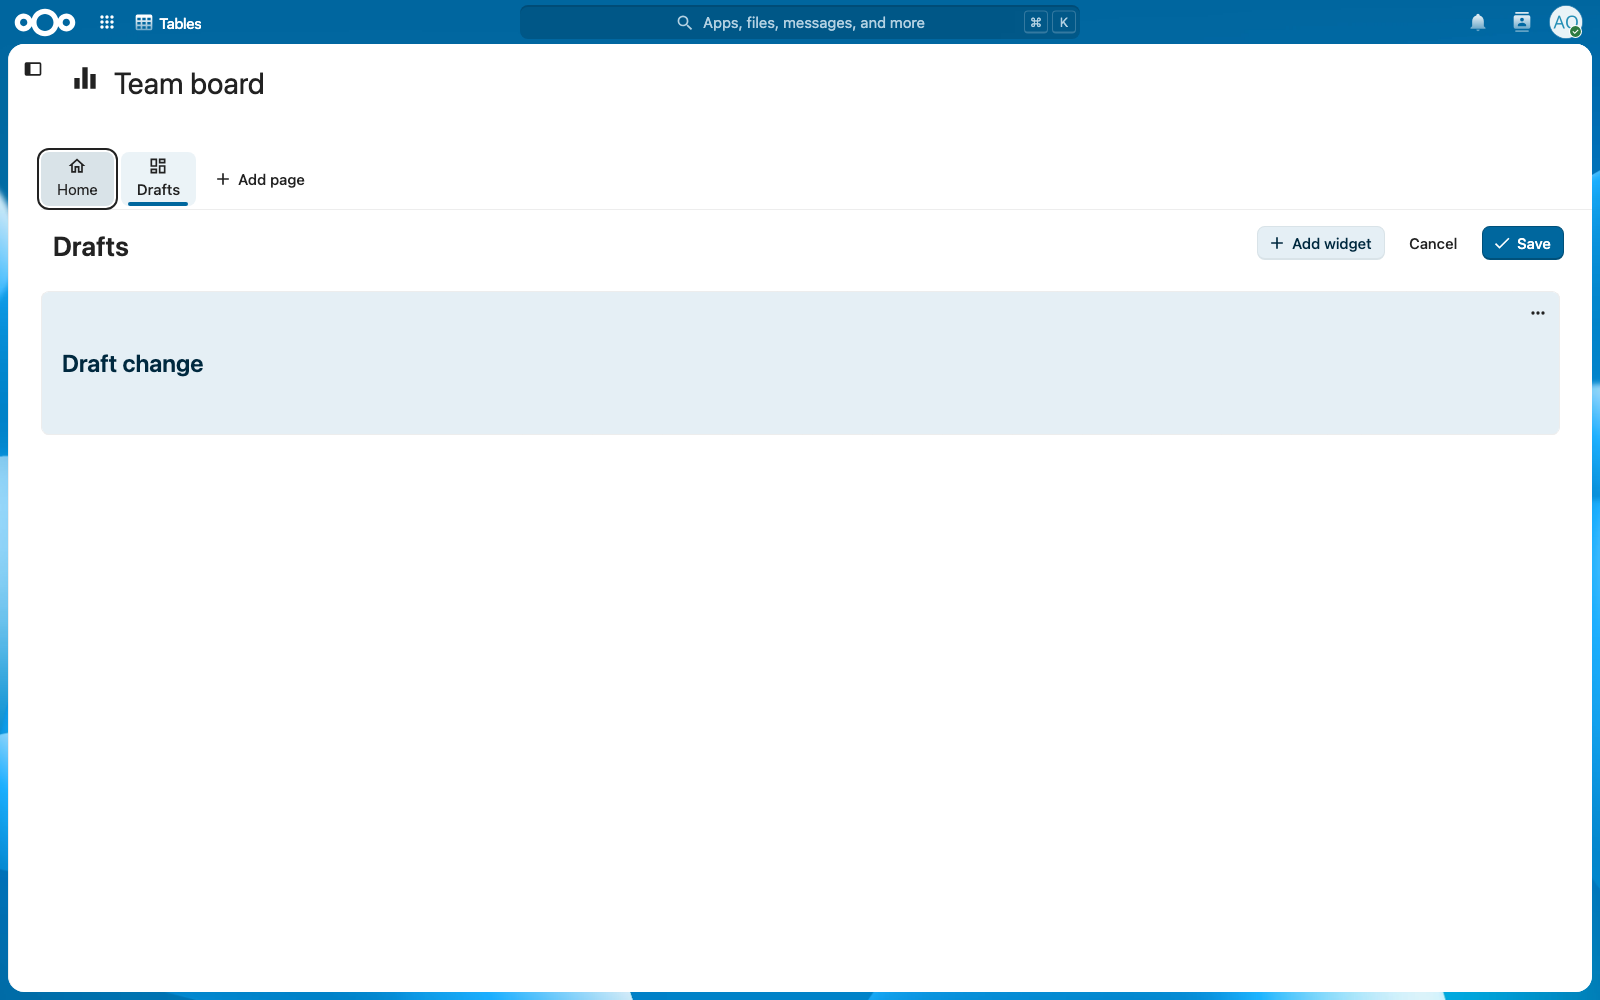 Tables
Apps, files, messages, and more
⌘ K
AO
Team board
Home
Drafts
Add page
Drafts
Add widget
Cancel
Save
Draft change